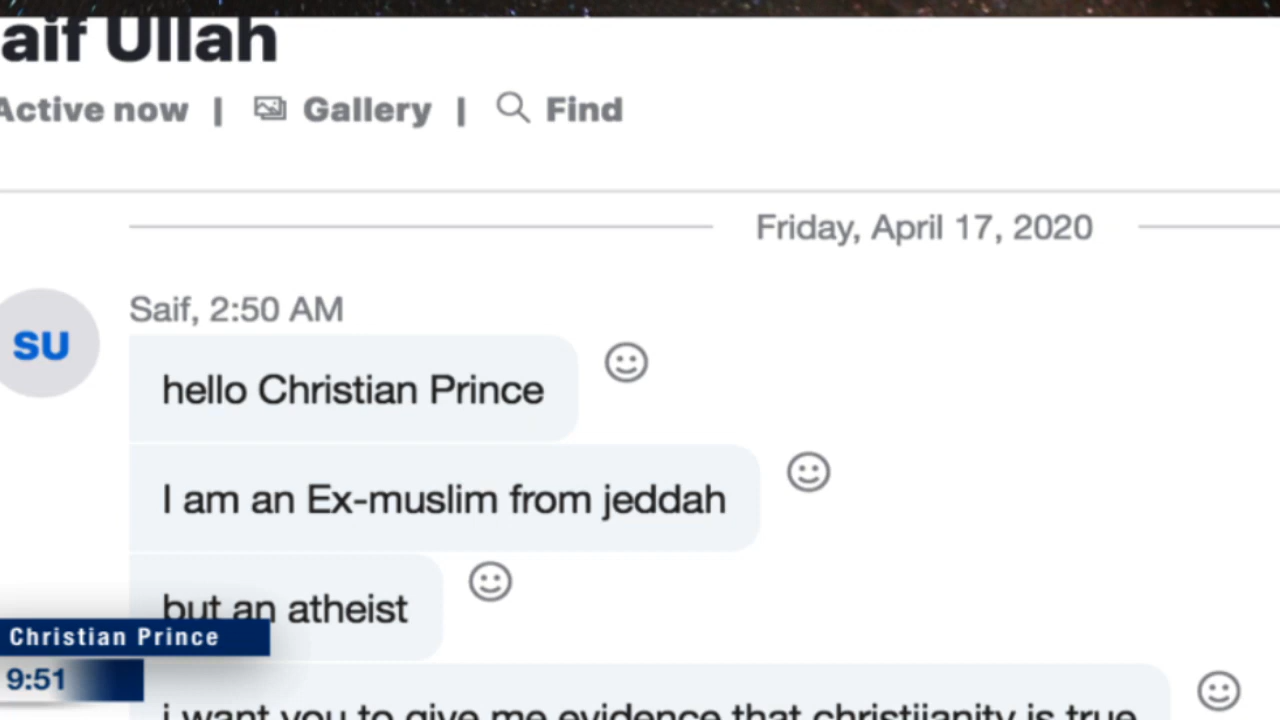 aif Ullah
Active now | Gallery | Find
Friday, April 17, 2020
Saif, 2:50 AM
SU
hello Christian Prince
I am an Ex-muslim from jeddah
but an atheist
Christian Prince
9:51
i want you to give me evidence that christiianity is true